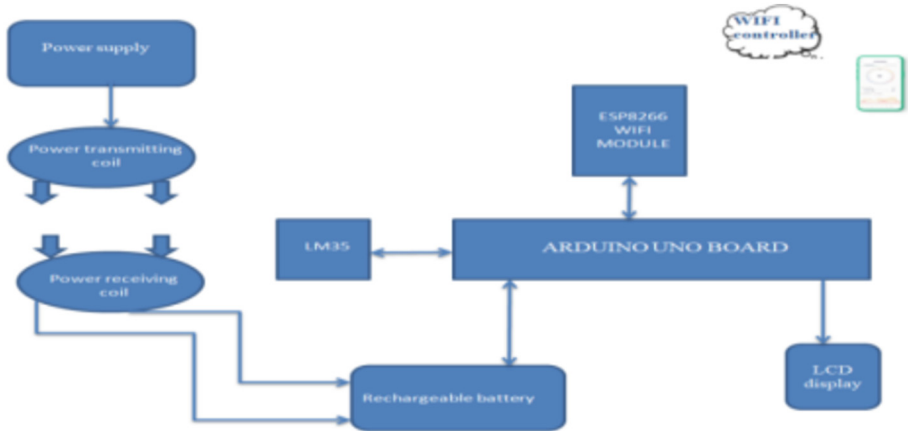 Power supply
WIFI
controller
ESP8266
WIFI
MODULE
Power transmitting
coil
LM35
ARDUINO UNO BOARD
Power receiving
coil
Rechargeable battery
LCD
display